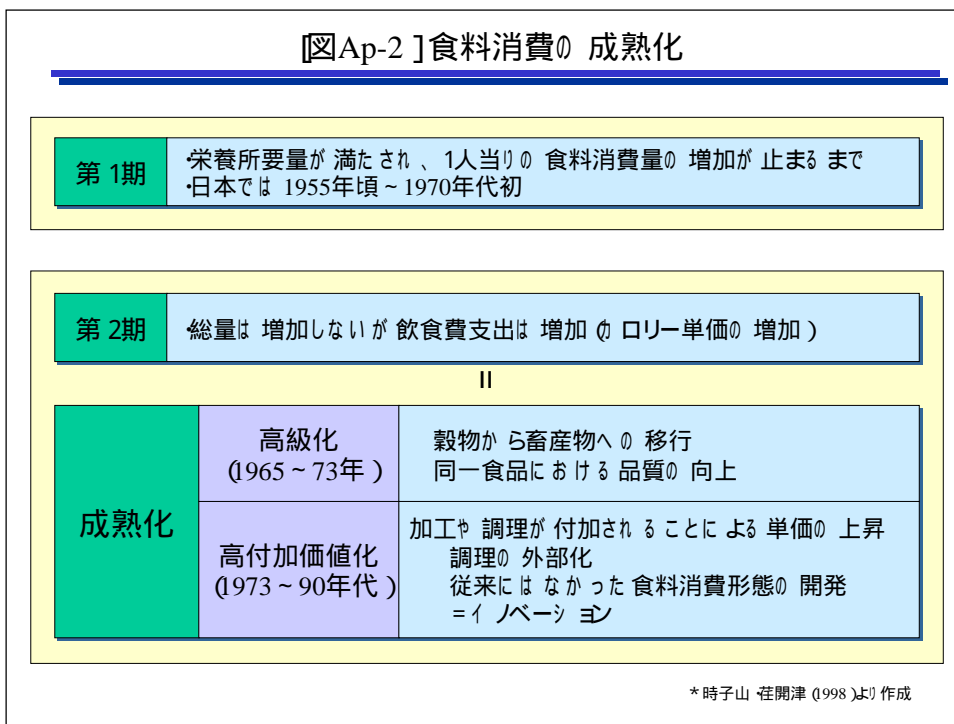 [図Ap-2]食料消費の成熟化
第1期
・栄養所要量が満たされ、1人当りの食料消費量の増加が止まるまで
・日本では1955年頃~1970年代初
第2期
・総量は増加しないが飲食費支出は増加(カロリー単価の増加)
=
成熟化
高級化
(1965~73年)
穀物から畜産物への移行
同一食品における品質の向上
高付加価値化
(1973~90年代)
加工や調理が付加されることによる単価の上昇
調理の外部化
従来にはなかった食料消費形態の開発
=イノベーション
*時子山・荏開津(1998)より作成